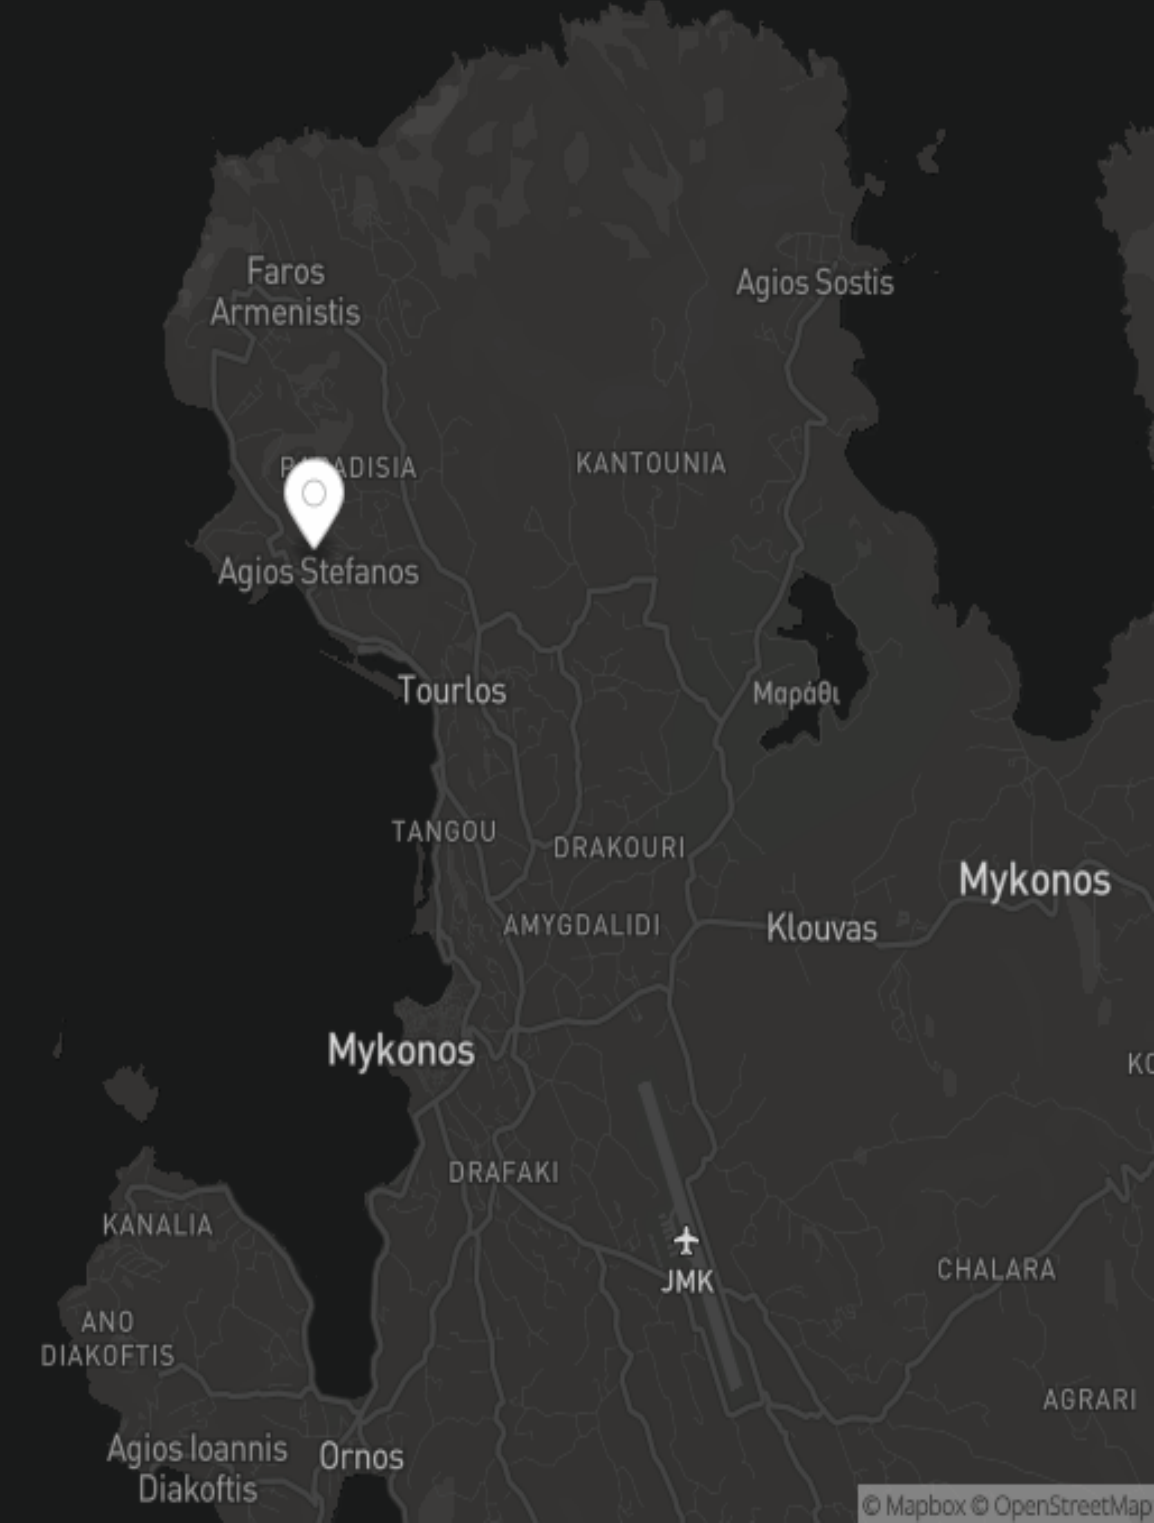 Faros
Armenistis
Agios Sostis
KANTOUNIA
Agios Stefanos
Tourlos
Μαράθι
TANGOU
DRAKOURI
Mykonos
AMYGDALIDI
Klouvas
Mykonos
KO
DRAFAKI
KANALIA
JMK
CHALARA
ANO
DIAKOFTIS
AGRARI
Agios Ioannis
Diakoftis
Ornos
© Mapbox © OpenStreetMap